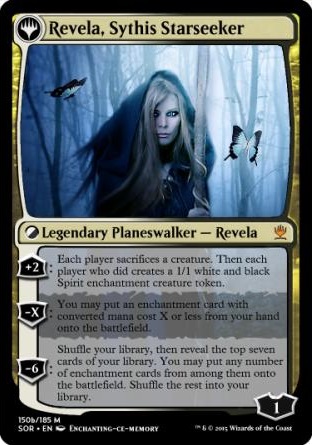 Revela, Sythis Starseeker
Legendary Planeswalker — Revela
+2: Each player sacrifices a creature. Then each
player who did creates a 1/1 white and black
Spirit enchantment creature token.
-X: You may put an enchantment card with
converted mana cost X or less from your hand
onto the battlefield.
-6: Shuffle your library, then reveal the top seven
cards of your library. You may put any number
of enchantment cards from among them onto
the battlefield. Shuffle the rest into your
library.
1
150b/185 M
SOR • EN Enchanting-ce-Memory
™ & © 2015 Wizards of the Coast